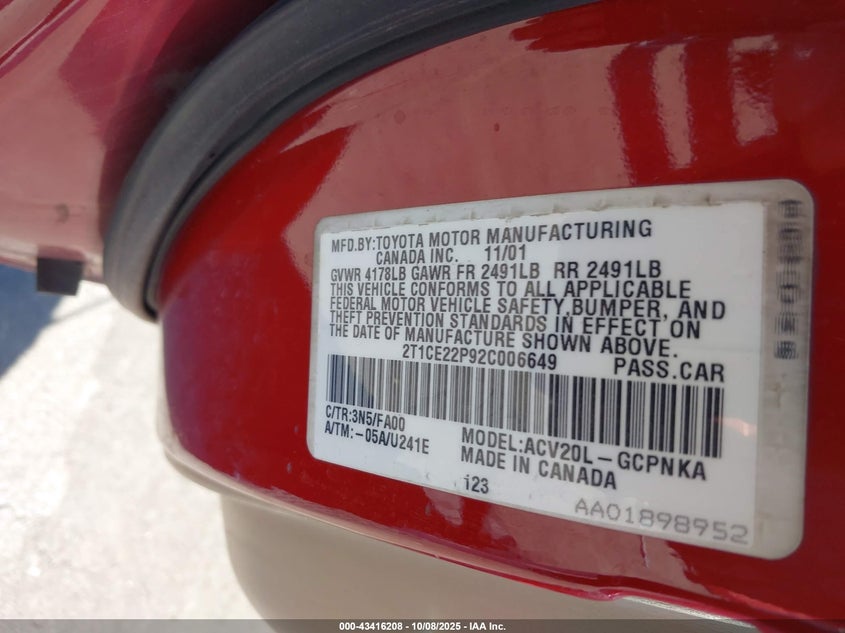 MFD.BY:TOYOTA MOTOR MANUFACTURING
CANADA INC. 11/01
GVWR 4178LB GAWR FR 2491LB RR 2491LB
THIS VEHICLE CONFORMS TO ALL APPLICABLE
FEDERAL MOTOR VEHICLE SAFETY,BUMPER, AND
THEFT PREVENTION STANDARDS IN EFFECT ON
THE DATE OF MANUFACTURE SHOWN ABOVE.
2T1CE22P92C006649 PASS.CAR
C/TR:3N5/FA00
A/TM:-05A/U241E
MODEL:ACV20L-GCPNKA
MADE IN CANADA
123
AA01898952
000-43416208 - 10/08/2025 - IAA Inc.